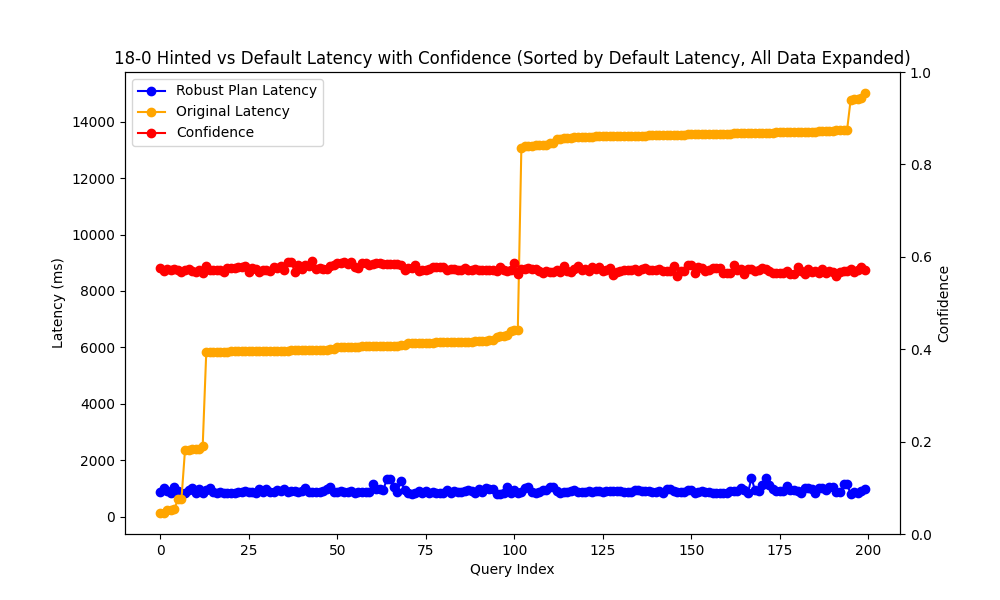 18-0 Hinted vs Default Latency with Confidence (Sorted by Default Latency, All Data Expanded)
Robust Plan Latency
Original Latency
Confidence
Latency (ms)
14000
12000
10000
8000
6000
4000
2000
0
1.0
0.8
0.6
0.4
0.2
0.0
Confidence
0 25 50 75 100 125 150 175 200
Query Index